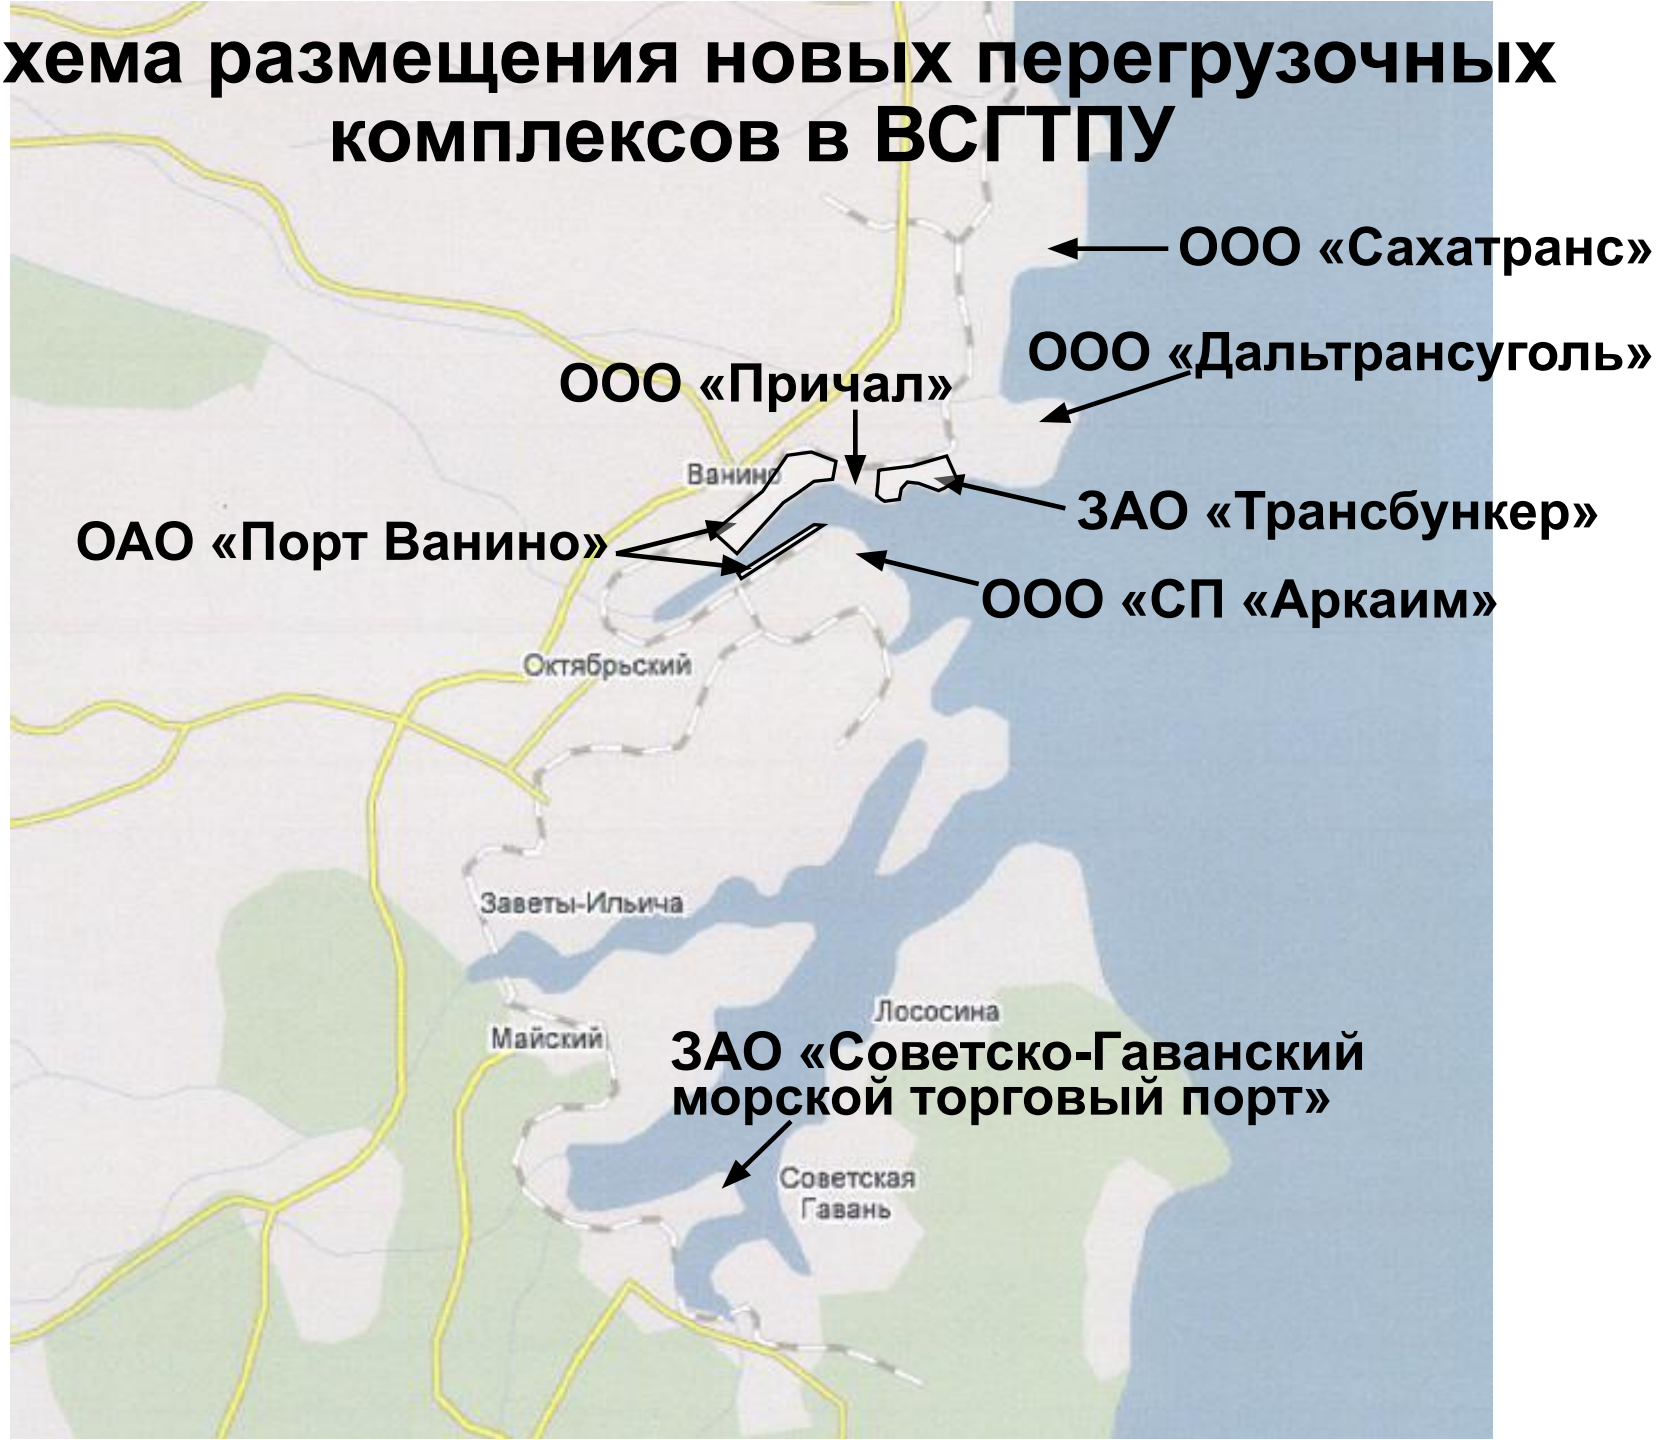 хема размещения новых перегрузочных
комплексов в ВСГТПУ
ООО «Сахатранс»
ООО «Дальтрансуголь»
ООО «Причал»
Ванино
ЗАО «Трансбункер»
ОАО «Порт Ванино»
ООО «СП «Аркаим»
Октябрьский
Заветы-Ильича
Лососина
Майский
ЗАО «Советско-Гаванский
морской торговый порт»
Советская
Гавань